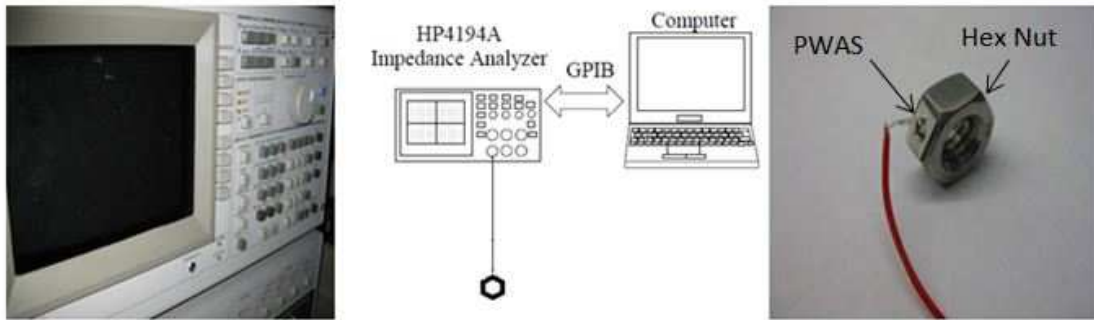 HP4194A
Impedance Analyzer
GPIB
Computer
PWAS
Hex Nut